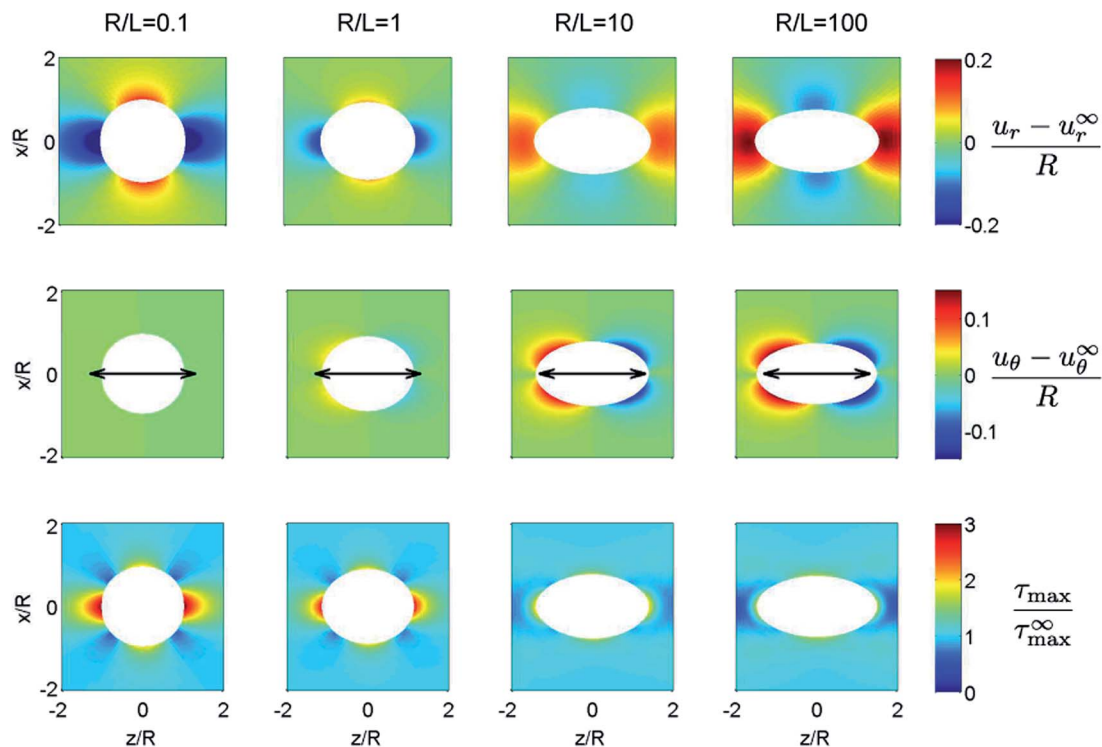 R/L=0.1 R/L=1 R/L=10 R/L=100
2 0.2
x/R 0 0 u_r − u_r^∞
R
-2 -0.2
2 0.1
x/R 0 0 u_θ − u_θ^∞
R
-2 -0.1
2 3
2
x/R 0 τ_max
τ_max^∞
1
-2 0
-2 0 2 -2 0 2 -2 0 2 -2 0 2
z/R z/R z/R z/R